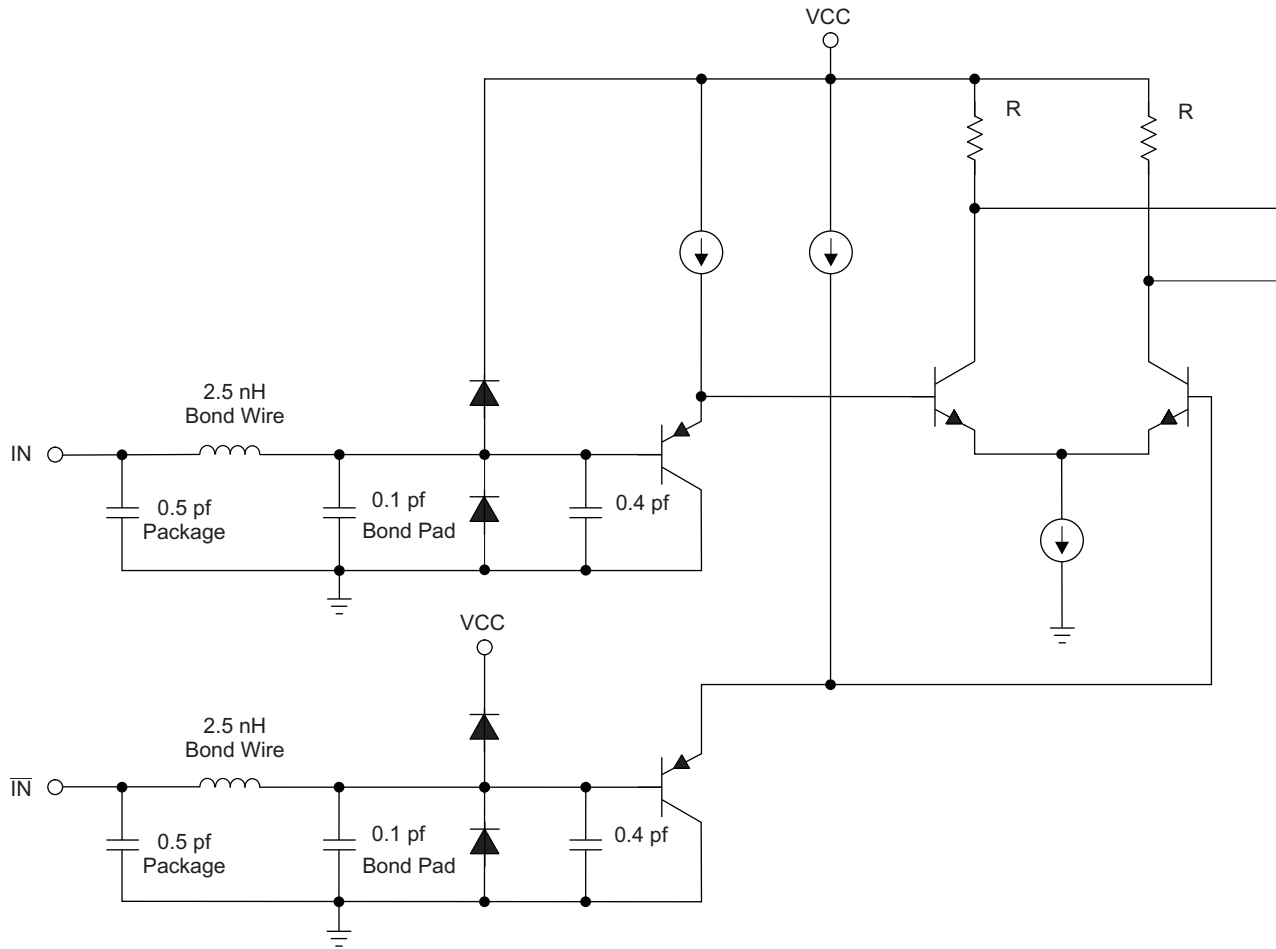 VCC
R
R
2.5 nH
Bond Wire
IN
0.5 pf
Package
0.1 pf
Bond Pad
0.4 pf
VCC
2.5 nH
Bond Wire
I̅N̅
0.5 pf
Package
0.1 pf
Bond Pad
0.4 pf